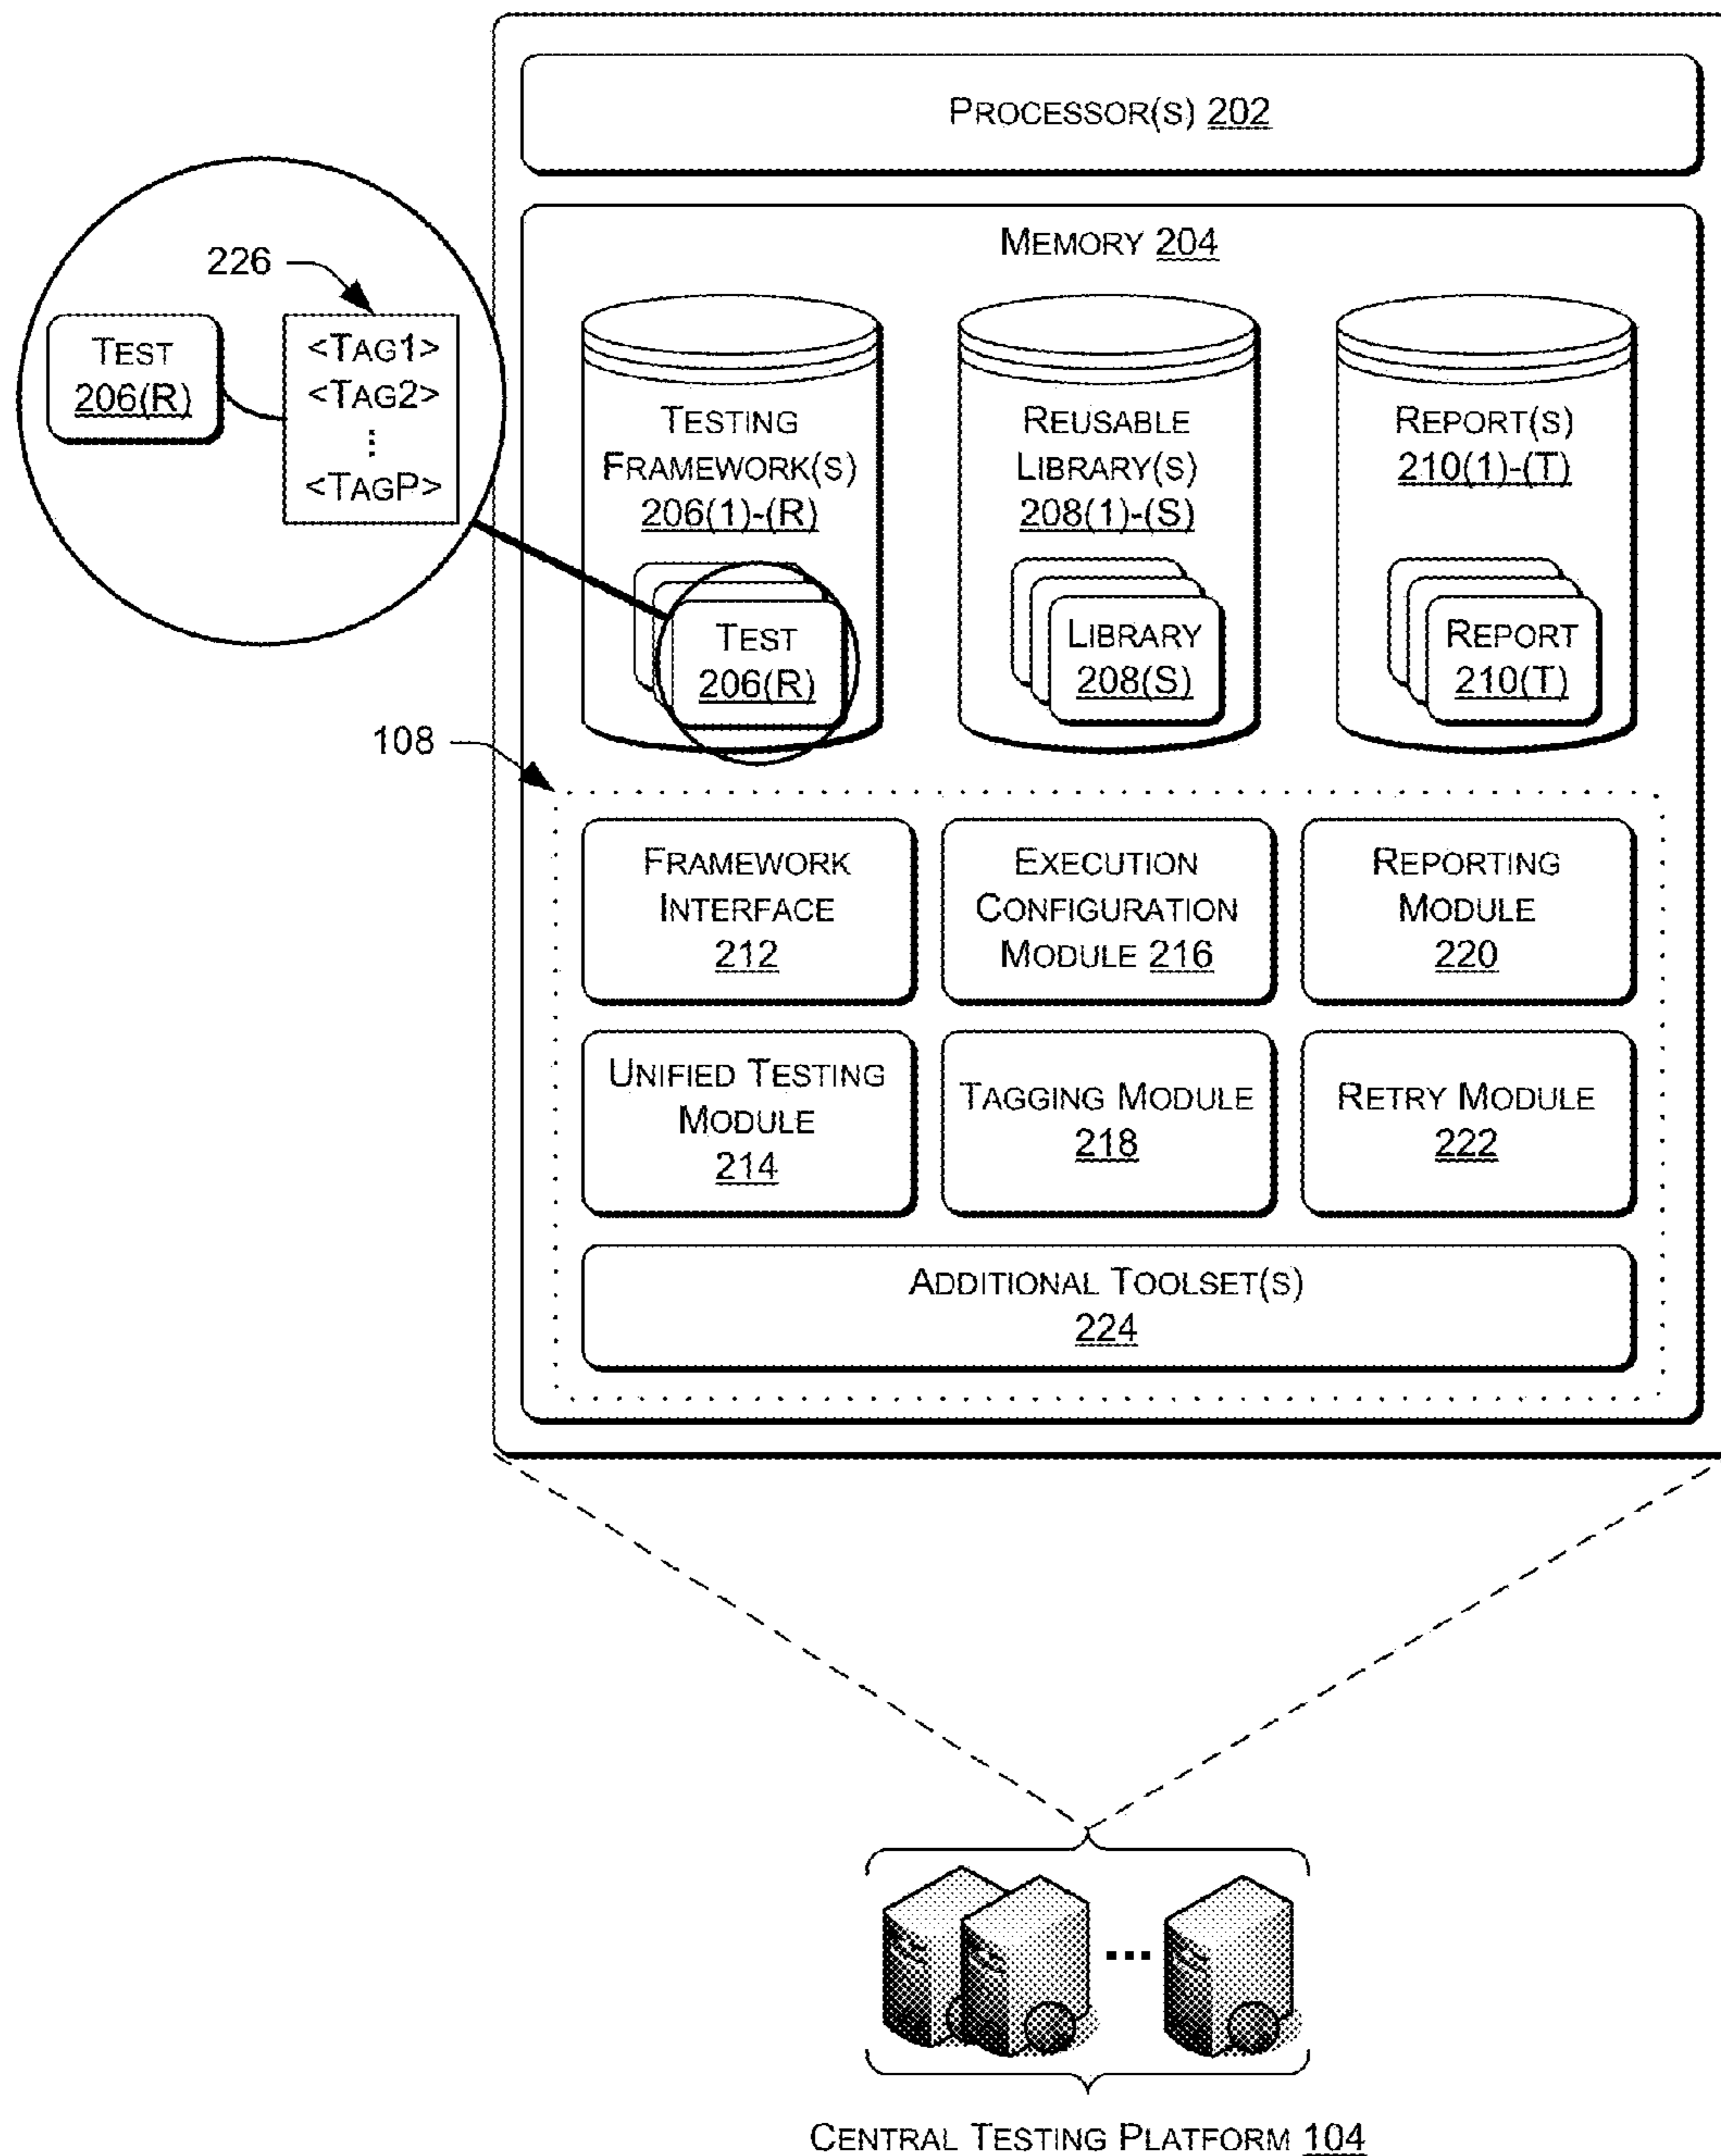 PROCESSOR(S) 202
MEMORY 204
226
TEST
206(R)
<TAG1>
<TAG2>
⋮
<TAGP>
TESTING
FRAMEWORK(S)
206(1)-(R)
TEST
206(R)
REUSABLE
LIBRARY(S)
208(1)-(S)
LIBRARY
208(S)
REPORT(S)
210(1)-(T)
REPORT
210(T)
108
FRAMEWORK
INTERFACE
212
EXECUTION
CONFIGURATION
MODULE 216
REPORTING
MODULE
220
UNIFIED TESTING
MODULE
214
TAGGING MODULE
218
RETRY MODULE
222
ADDITIONAL TOOLSET(S)
224
...
CENTRAL TESTING PLATFORM 104